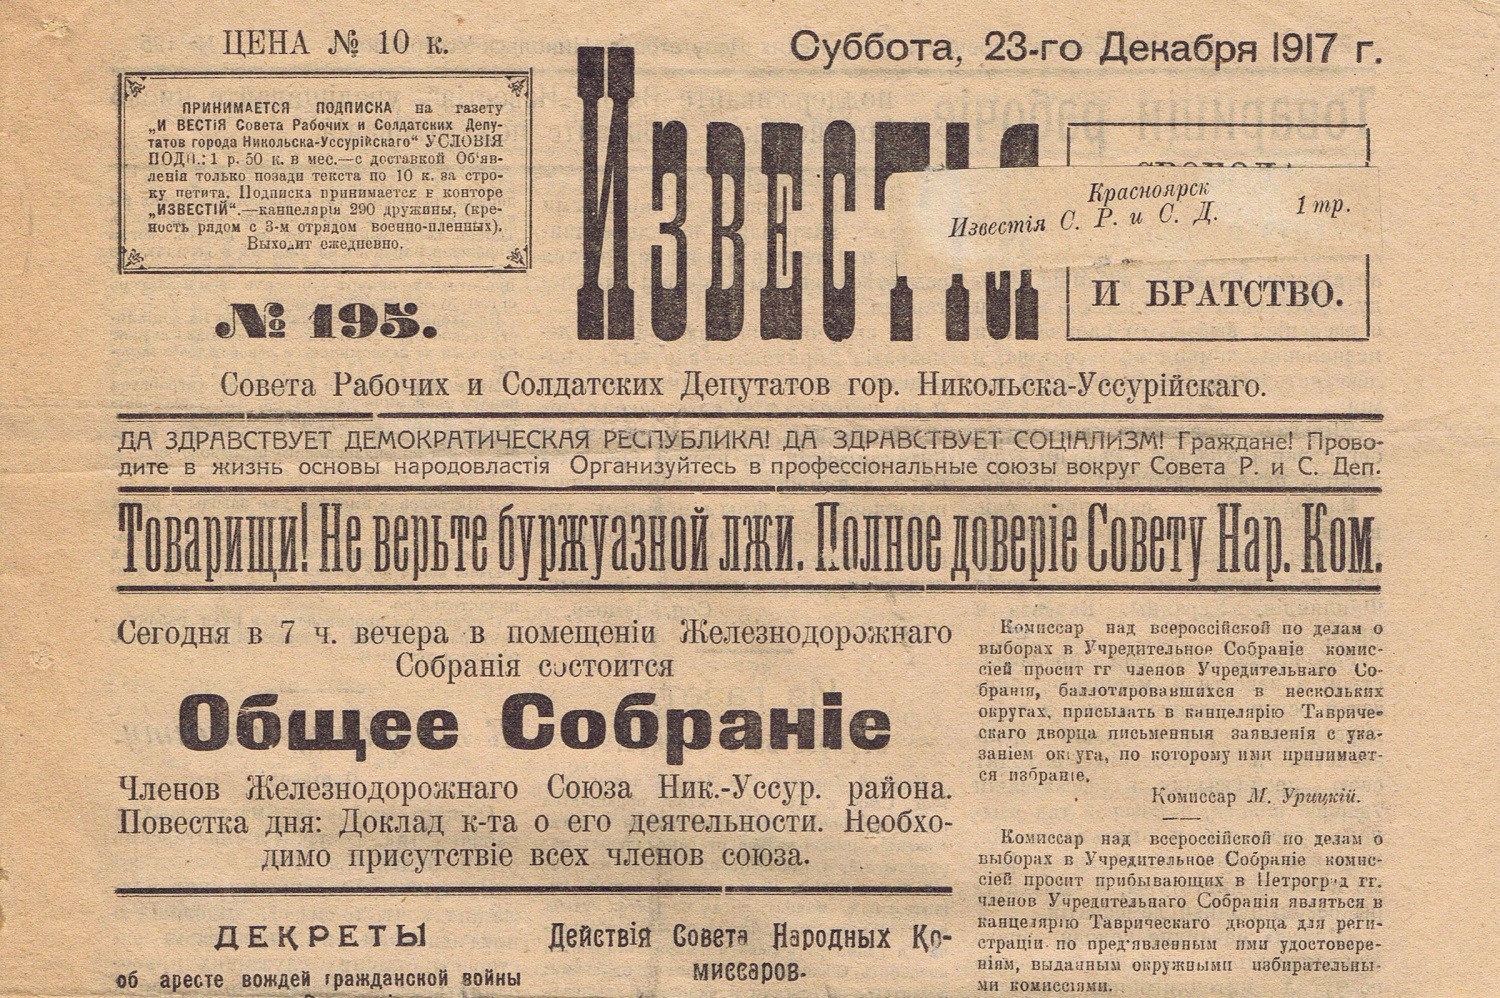 ЦЕНА № 10 к.
Суббота, 23-го Декабря 1917 г.
ПРИНИМАЕТСЯ ПОДПИСКА на газету
„И ВЕСТІЯ Совета Рабочих и Солдатских Депу-
татов города Никольска-Уссурійскаго“ УСЛОВІЯ
1 р. 50 к. в мес.—с доставкой Об'яв-
ленія только позади текста по 10 к. за стро-
ку петита. Подписка принимается в конторе
„ИЗВЕСТІЙ“.—канцелярія 290 дружины, (кре-
ность рядом с 3-м отрядом военно-пленных).
Выходит ежедневно.
№ 195.
ИЗВЕСТІЯ
Красноярск
Известія С. Р. и С. Д. 1 тр.
И БРАТСТВО.
Совета Рабочих и Солдатских Депутатов гор. Никольска-Уссурійскаго.
ДА ЗДРАВСТВУЕТ ДЕМОКРАТИЧЕСКАЯ РЕСПУБЛИКА! ДА ЗДРАВСТВУЕТ СОЦІАЛИЗМ! Граждане! Прово-
дите в жизнь основы народовластія Организуйтесь в професcіональные союзы вокруг Совета Р. и С. Деп.
Товарищи! Не верьте буржуазной лжи. Полное доверіе Совету Нар. Ком.
Сегодня в 7 ч. вечера в помещеніи Железнодорожнаго
Собранія состоится
Общее Собраніе
Членов Железнодорожнаго Союза Ник.-Уссур. района.
Повестка дня: Доклад к-та о его деятельности. Необхо-
димо присутствіе всех членов союза.
ДЕКРЕТЫ
об аресте вождей гражданской войны
Действія Совета Народных Ко-
миссаров.
Комиссар над всероссійской по делам о
выборах в Учредительное Собраніе комис-
сіей просит гг членов Учредительнаго Со-
бранія, баллотировавшихся в нескольких
округах, присылать в канцелярію Тавриче-
скаго дворца письменныя заявленія с ука-
заніем округа, по которому ими принимает-
ся избраніе.
Комиссар М. Урицкій.
Комиссар над всероссійской по делам о
выборах в Учредительное Собраніе комис-
сіей просит прибывающих в Петроград гг.
членов Учредительнаго Собранія являться в
канцелярію Таврическаго дворца для реги-
страціи по пред'явленным ими удостовере-
ніям, выданным окружными избирательны-
ми комиссіями.